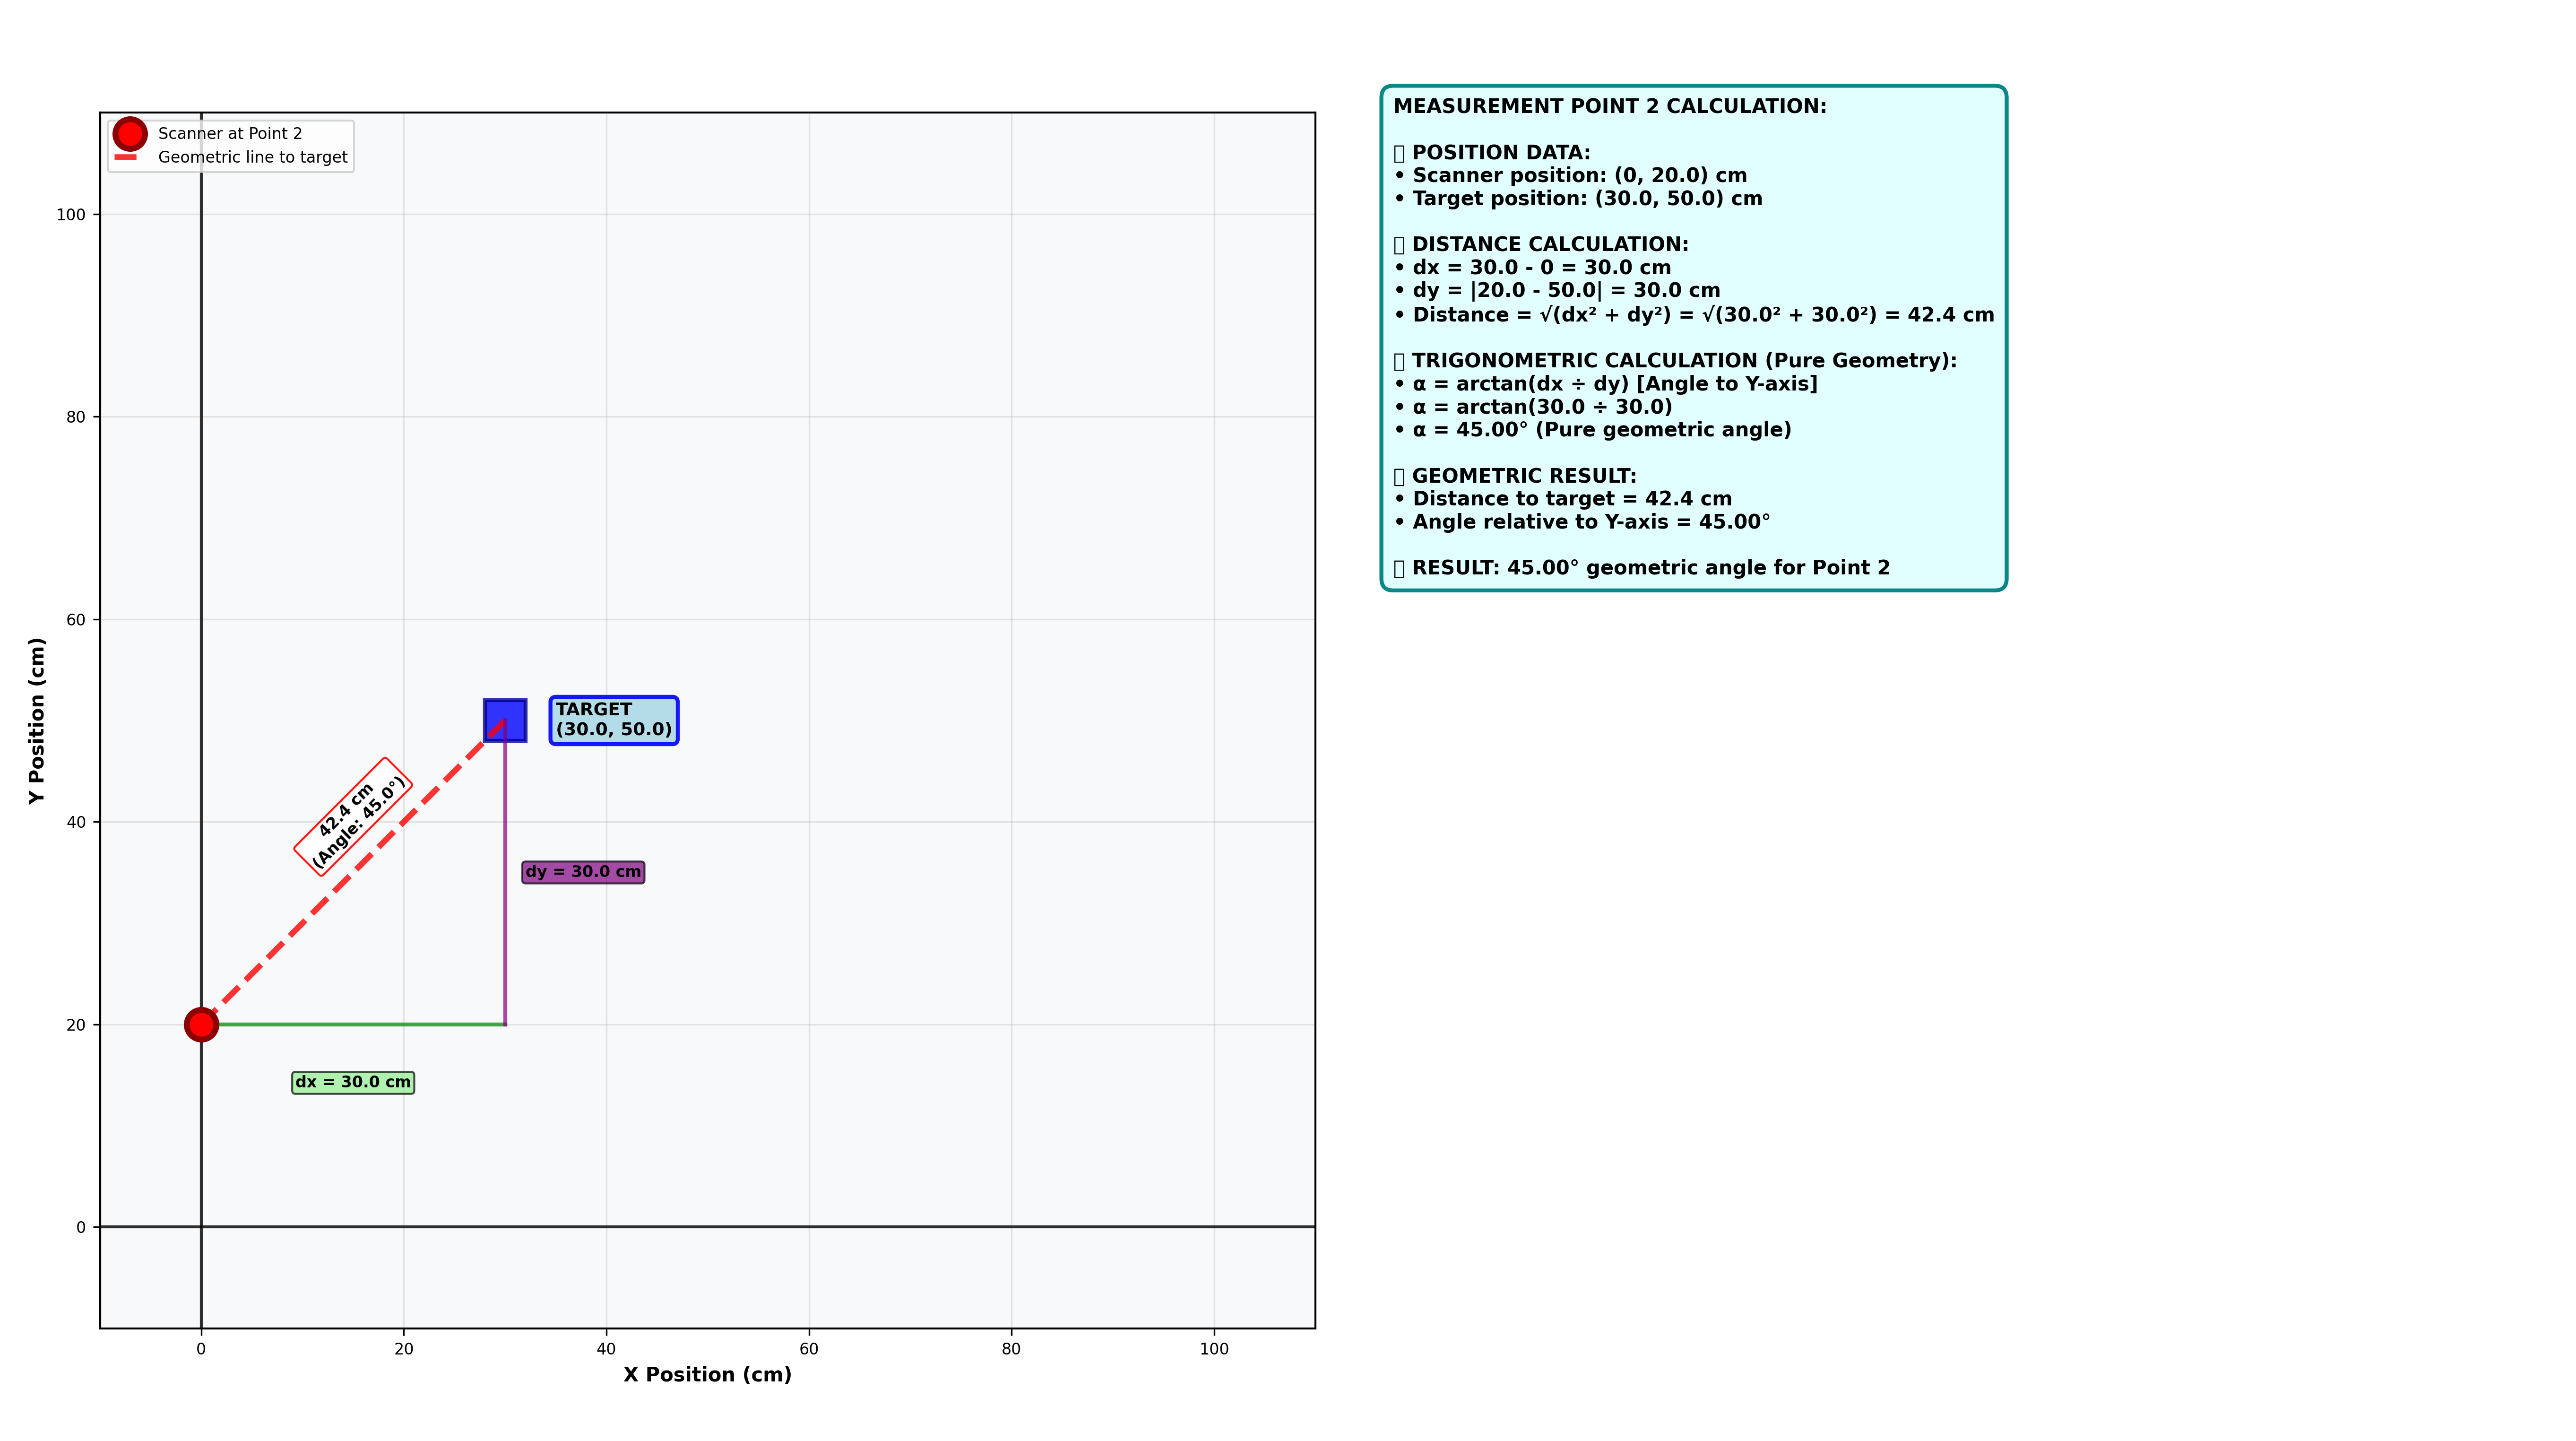 Scanner at Point 2
Geometric line to target
100
80
60
40
20
0
Y Position (cm)
TARGET
(30.0, 50.0)
42.4 cm
(Angle: 45.0°)
dy = 30.0 cm
dx = 30.0 cm
0
20
40
60
80
100
X Position (cm)
MEASUREMENT POINT 2 CALCULATION:
POSITION DATA:
• Scanner position: (0, 20.0) cm
• Target position: (30.0, 50.0) cm
DISTANCE CALCULATION:
• dx = 30.0 - 0 = 30.0 cm
• dy = |20.0 - 50.0| = 30.0 cm
• Distance = √(dx² + dy²) = √(30.0² + 30.0²) = 42.4 cm
TRIGONOMETRIC CALCULATION (Pure Geometry):
• α = arctan(dx ÷ dy) [Angle to Y-axis]
• α = arctan(30.0 ÷ 30.0)
• α = 45.00° (Pure geometric angle)
GEOMETRIC RESULT:
• Distance to target = 42.4 cm
• Angle relative to Y-axis = 45.00°
RESULT: 45.00° geometric angle for Point 2